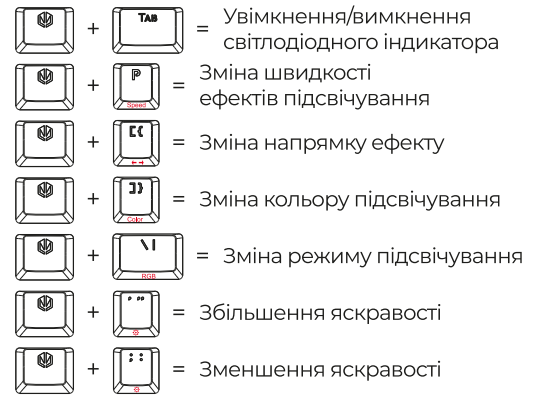 + TAB = Увімкнення/вимкнення
світлодіодного індикатора
+ P Speed = Зміна швидкості
ефектів підсвічування
+ [ { = Зміна напрямку ефекту
+ ] } Color = Зміна кольору підсвічування
+ \ | RGB = Зміна режиму підсвічування
+ ' " = Збільшення яскравості
+ ; : = Зменшення яскравості